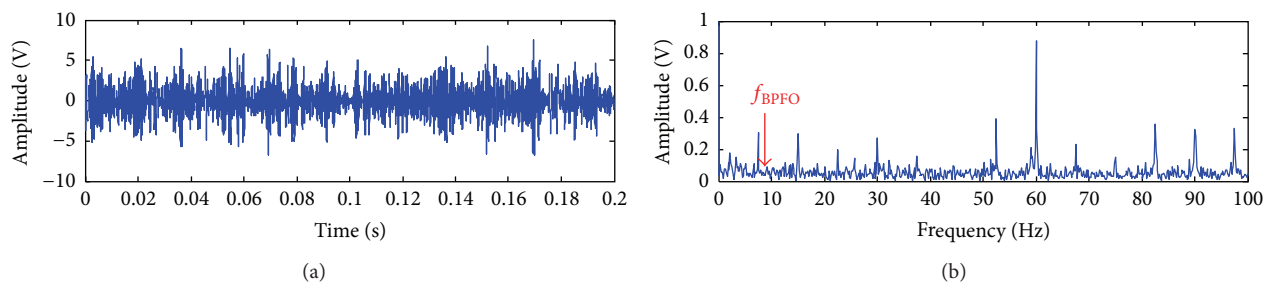 10
5
0
−5
−10
Amplitude (V)
0 0.02 0.04 0.06 0.08 0.1 0.12 0.14 0.16 0.18 0.2
Time (s)
(a)
1
0.8
0.6
0.4
0.2
0
Amplitude (V)
fBPFO
0 10 20 30 40 50 60 70 80 90 100
Frequency (Hz)
(b)